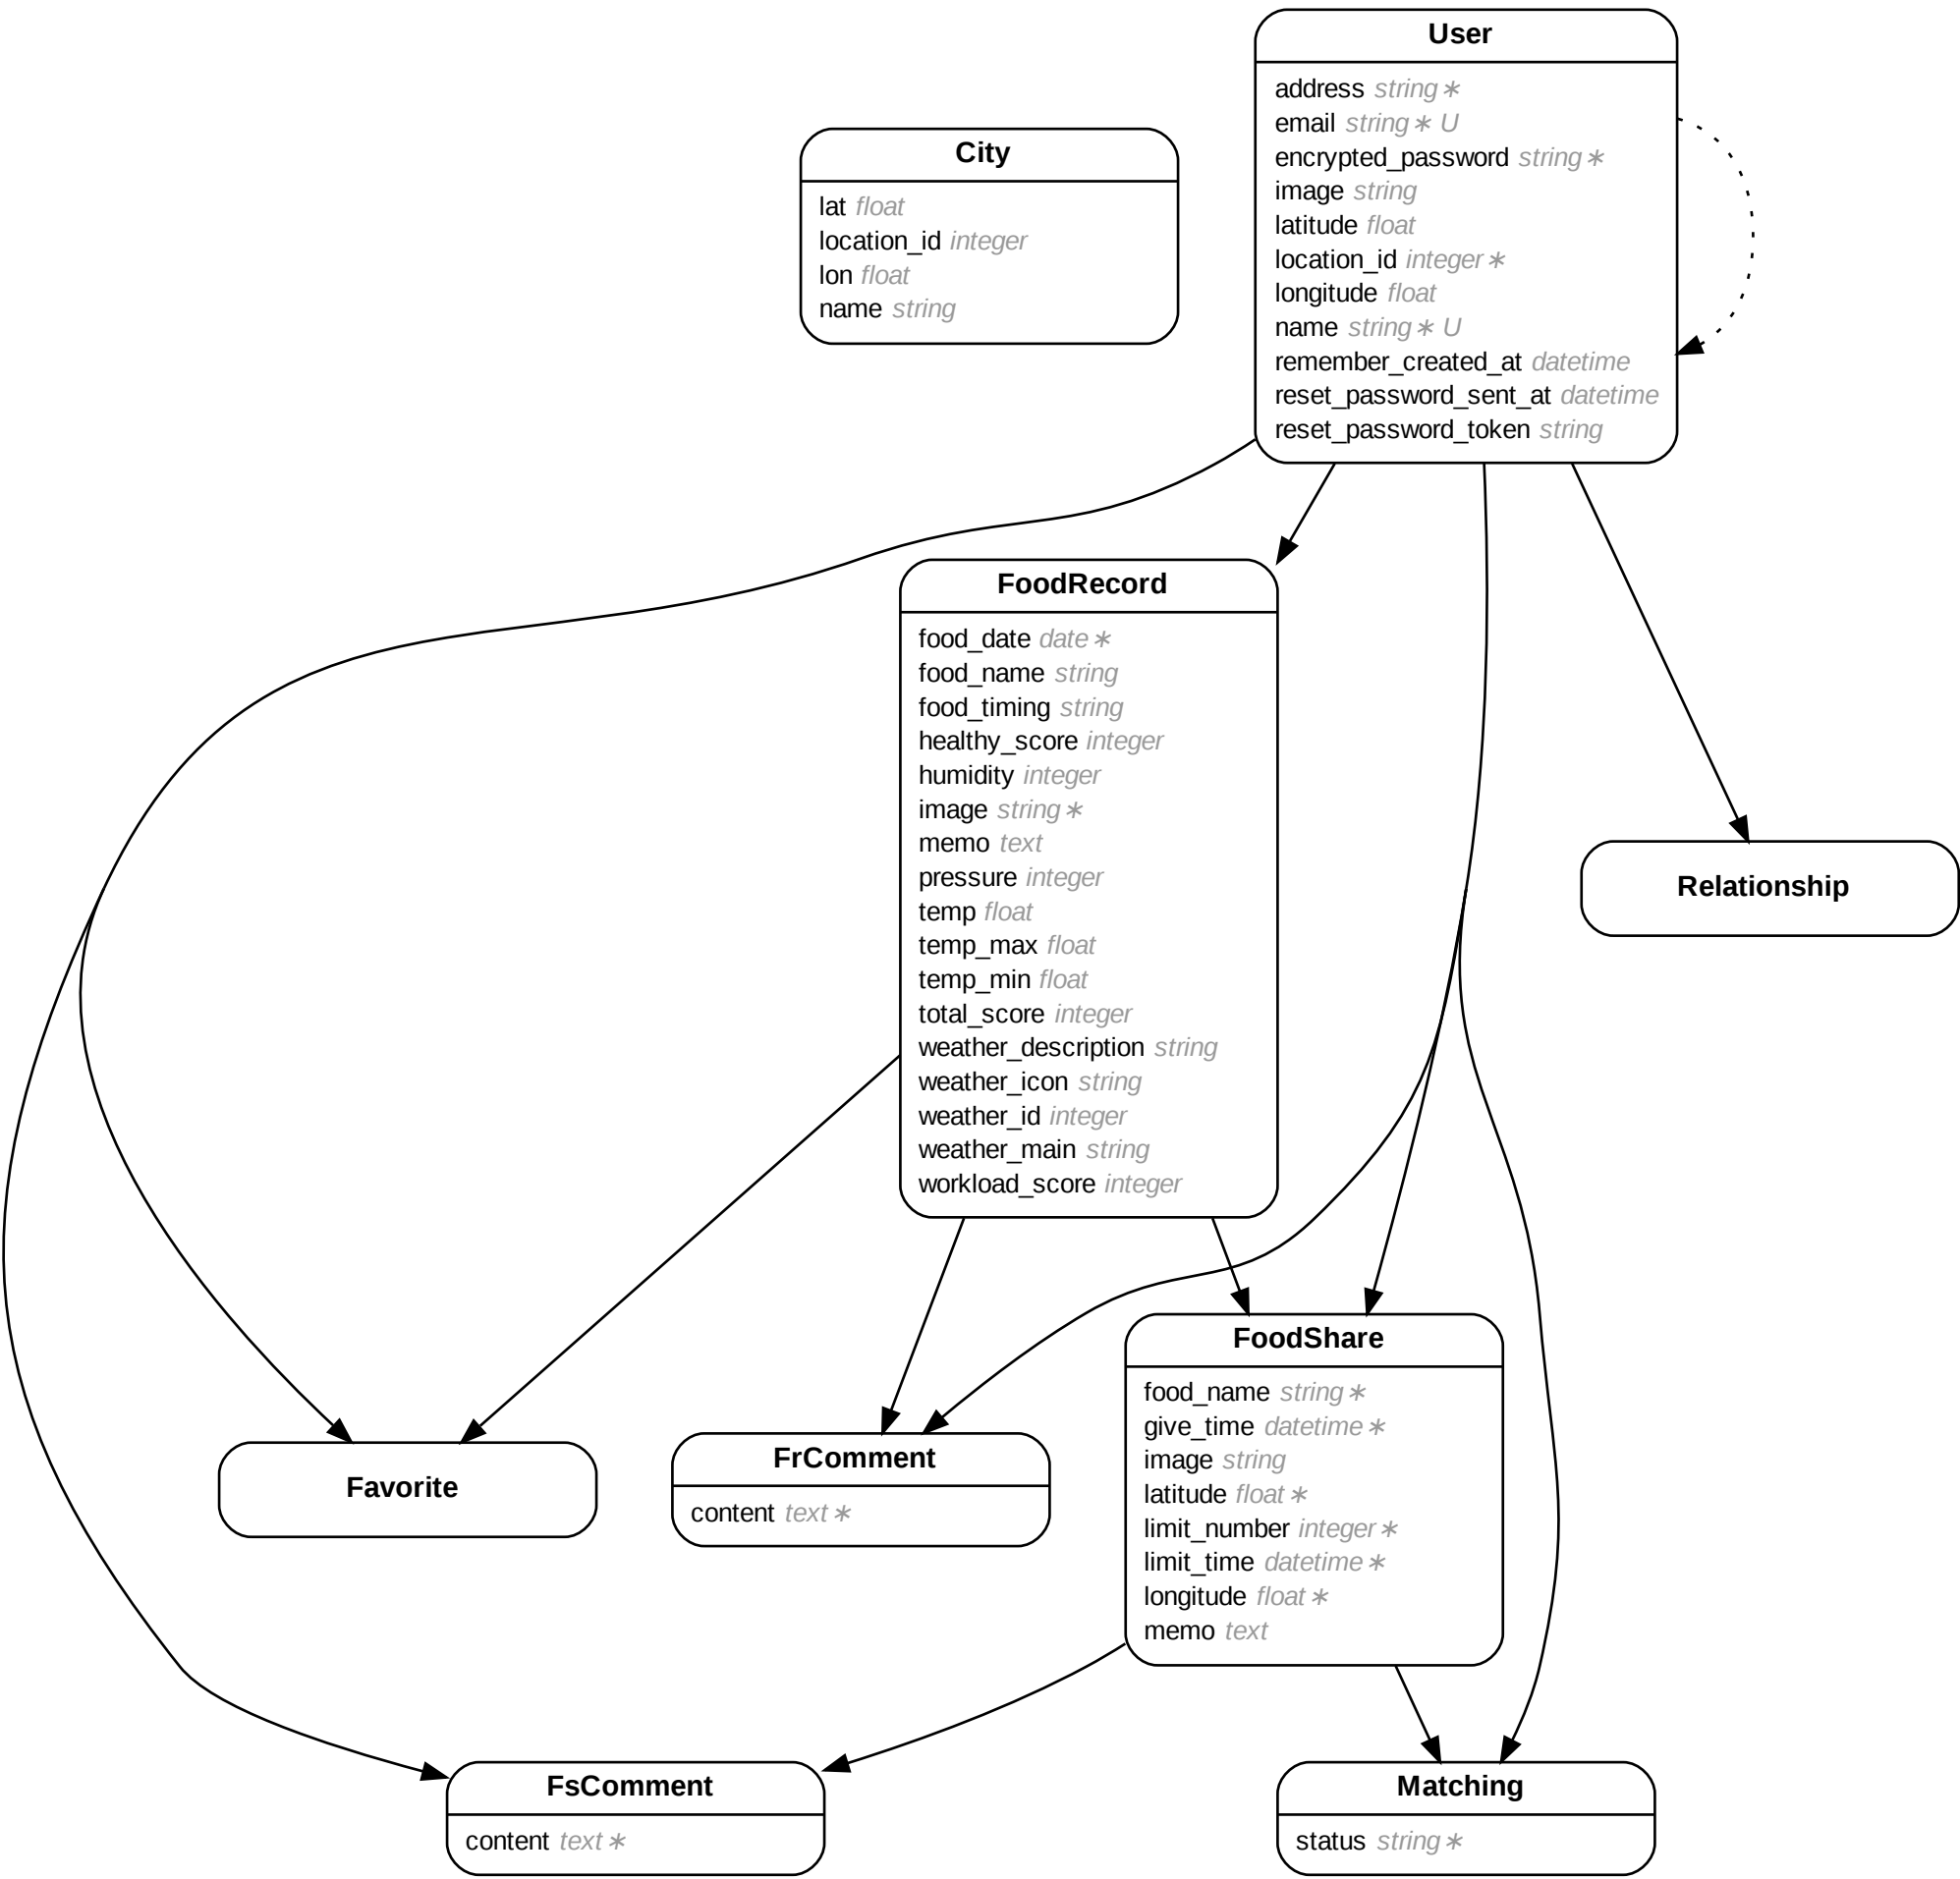 User
address string∗
email string∗ U
encrypted_password string∗
image string
latitude float
location_id integer∗
longitude float
name string∗ U
remember_created_at datetime
reset_password_sent_at datetime
reset_password_token string
City
lat float
location_id integer
lon float
name string
FoodRecord
food_date date∗
food_name string
food_timing string
healthy_score integer
humidity integer
image string∗
memo text
pressure integer
temp float
temp_max float
temp_min float
total_score integer
weather_description string
weather_icon string
weather_id integer
weather_main string
workload_score integer
Relationship
FoodShare
food_name string∗
give_time datetime∗
image string
latitude float∗
limit_number integer∗
limit_time datetime∗
longitude float∗
memo text
Favorite
FrComment
content text∗
FsComment
content text∗
Matching
status string∗